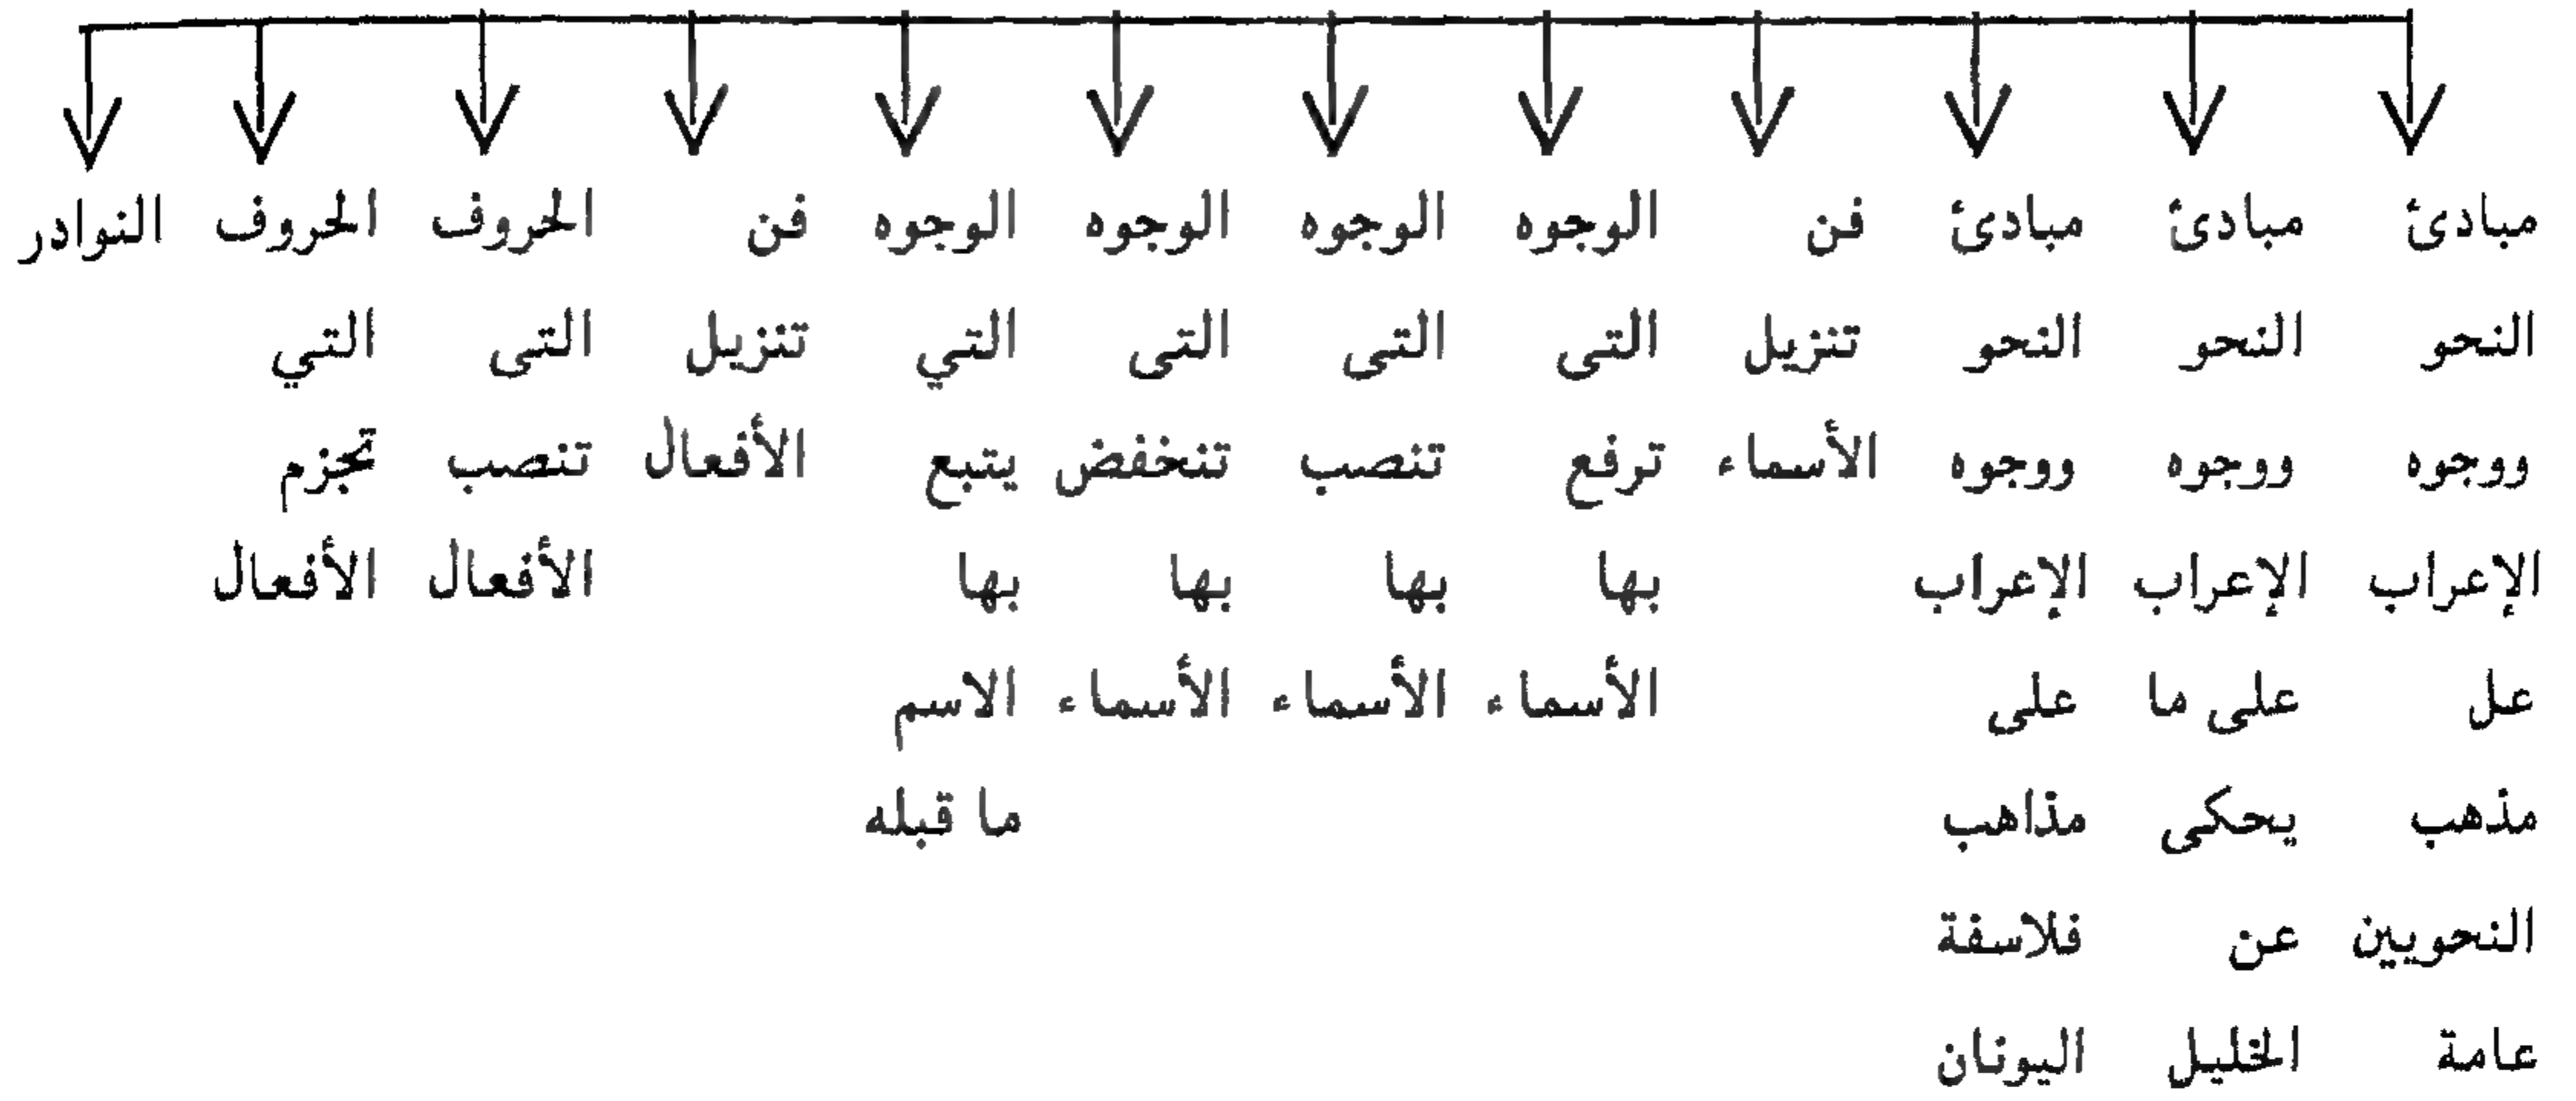 مبادئ
النحو
ووجوه
الإعراب
عل
مذهب
النحويين
عامة
مبادئ
النحو
ووجوه
الإعراب
على ما
يحكى
عن
الخليل
مبادئ
النحو
ووجوه
الإعراب
على
مذاهب
فلاسفة
اليونان
فن
تنزيل
الأسماء
الوجوه
التى
ترفع
بها
الأسماء
الوجوه
التى
تنصب
بها
الأسماء
الوجوه
التى
تنخفض
بها
الأسماء
الوجوه
التي
يتبع
بها
الاسم
ما قبله
فن
تنزيل
الأفعال
الحروف
التى
تنصب
الأفعال
الحروف
التي
تجزم
الأفعال
النوادر